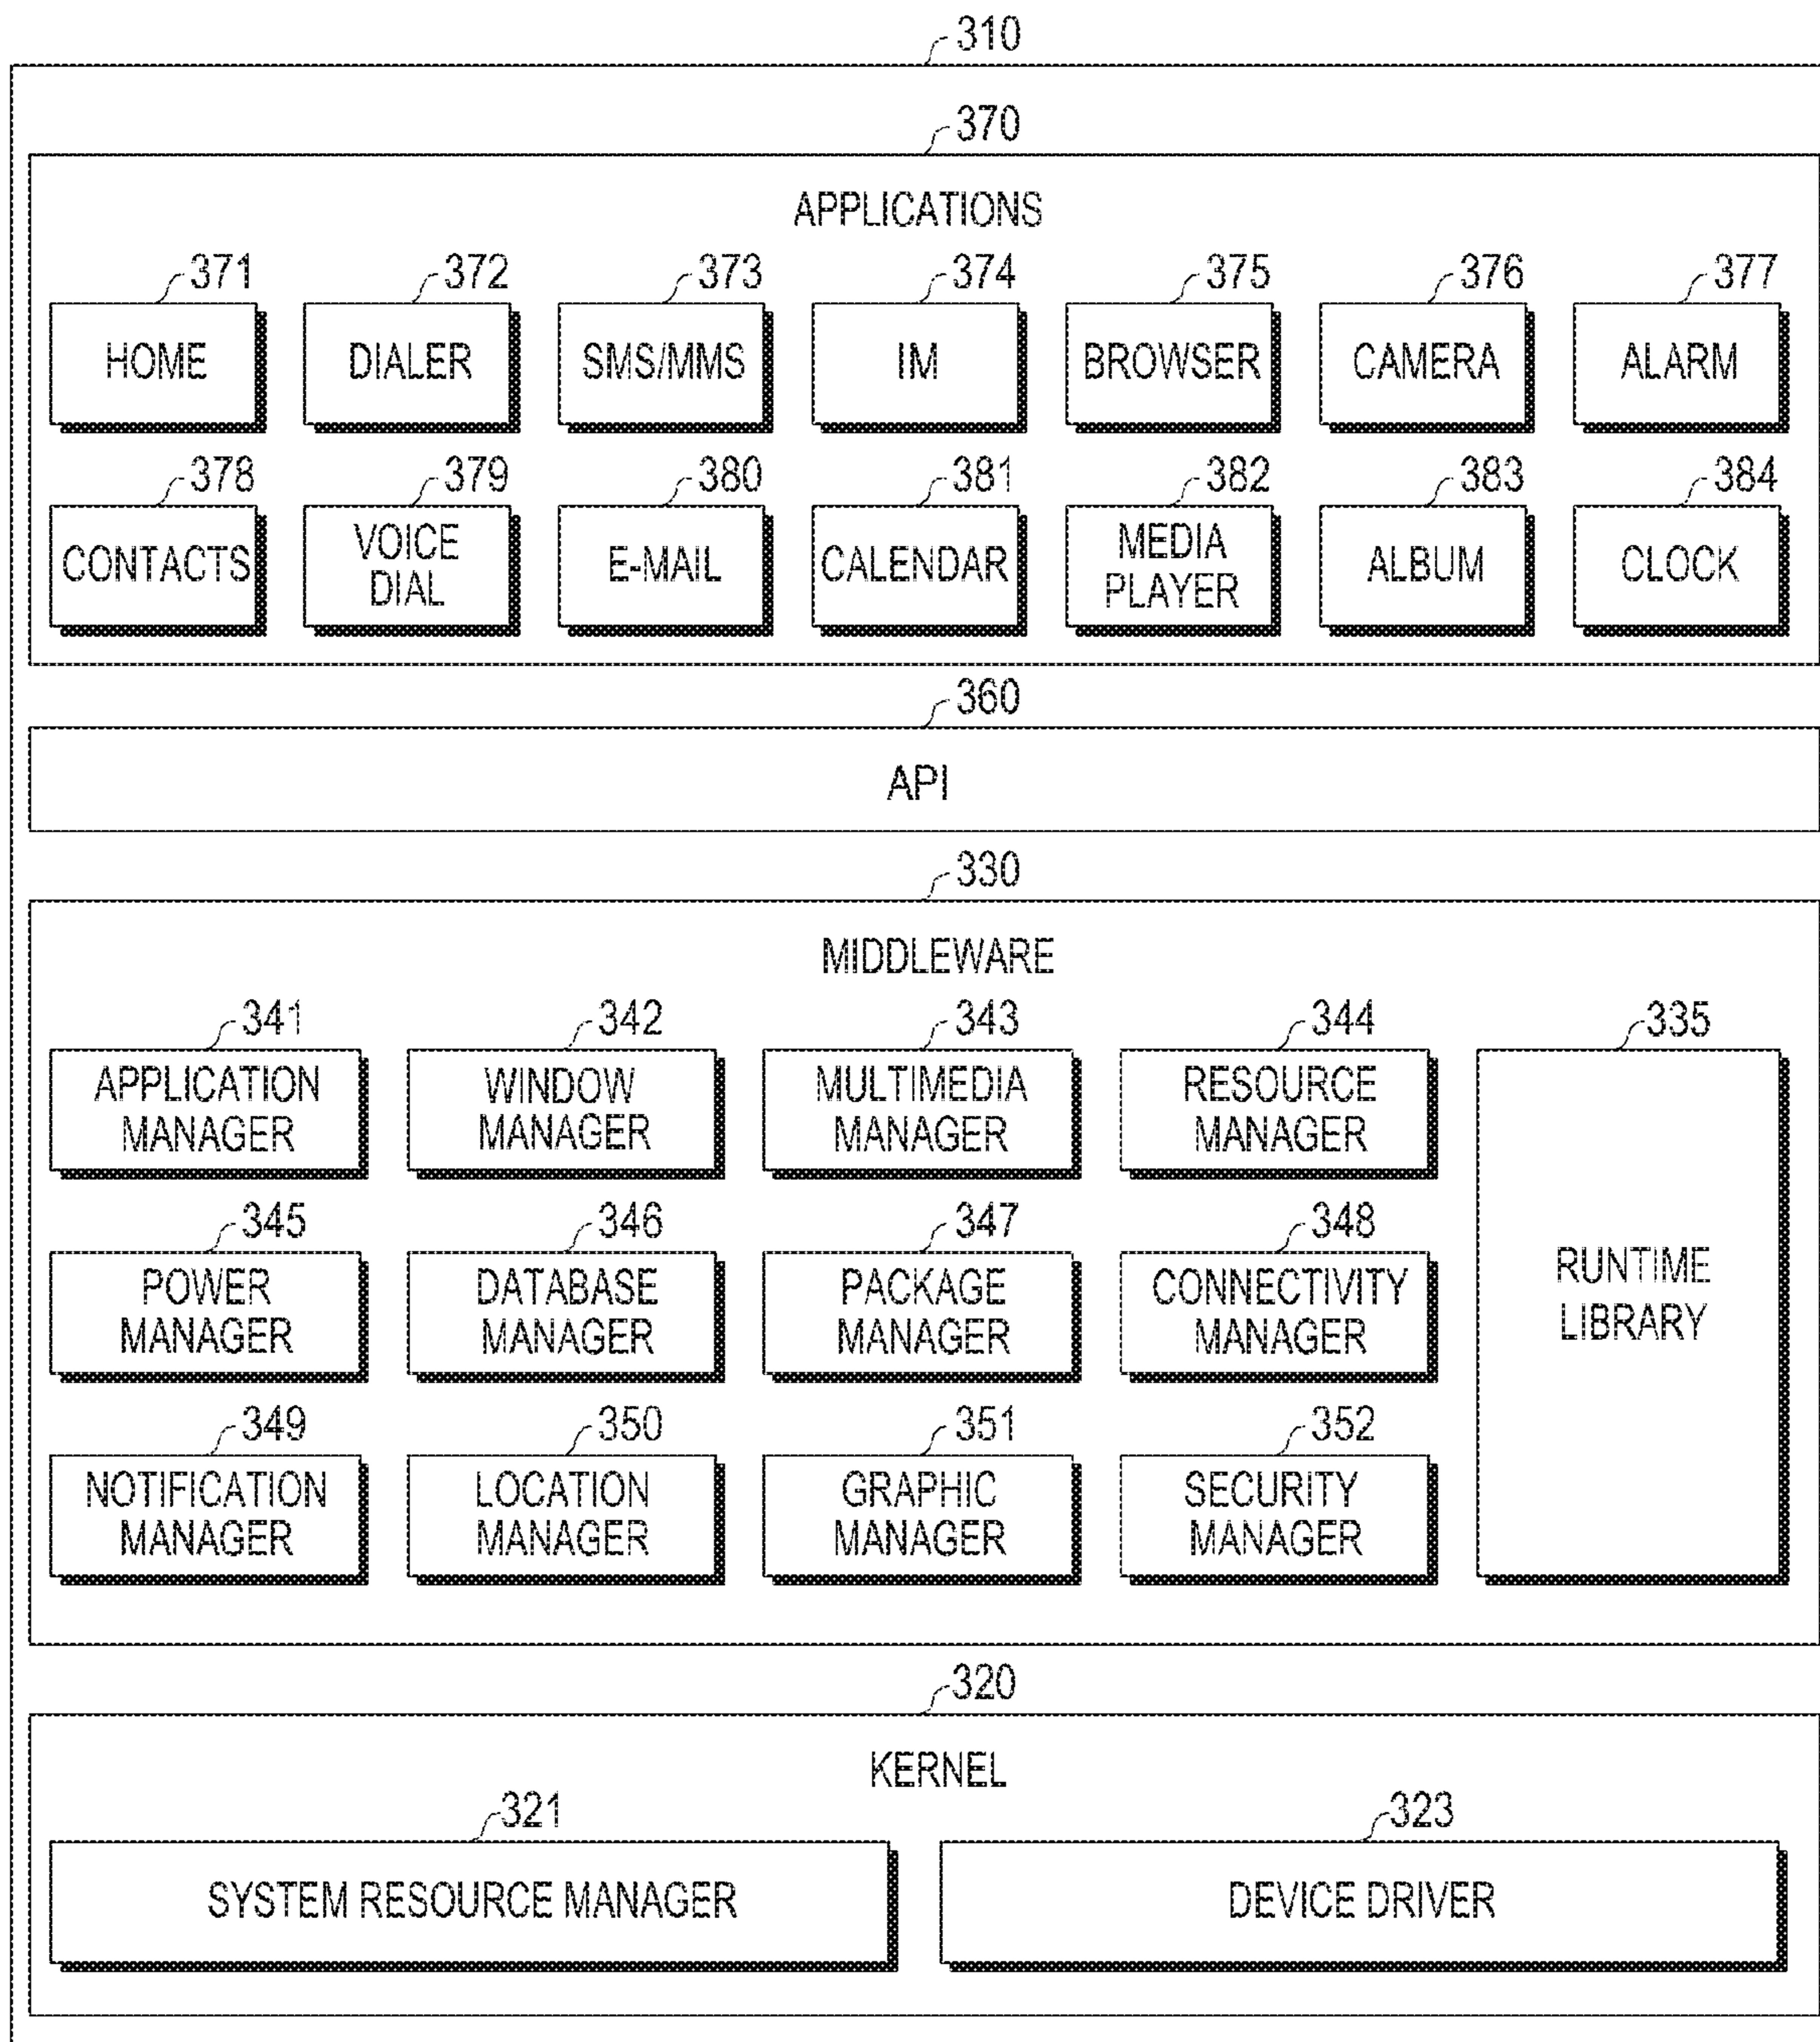 310
370
APPLICATIONS
371 372 373 374 375 376 377
HOME DIALER SMS/MMS IM BROWSER CAMERA ALARM
378 379 380 381 382 383 384
CONTACTS VOICE DIAL E-MAIL CALENDAR MEDIA PLAYER ALBUM CLOCK
360
API
330
MIDDLEWARE
341 342 343 344 335
APPLICATION MANAGER WINDOW MANAGER MULTIMEDIA MANAGER RESOURCE MANAGER
345 346 347 348
POWER MANAGER DATABASE MANAGER PACKAGE MANAGER CONNECTIVITY MANAGER RUNTIME LIBRARY
349 350 351 352
NOTIFICATION MANAGER LOCATION MANAGER GRAPHIC MANAGER SECURITY MANAGER
320
KERNEL
321 323
SYSTEM RESOURCE MANAGER DEVICE DRIVER